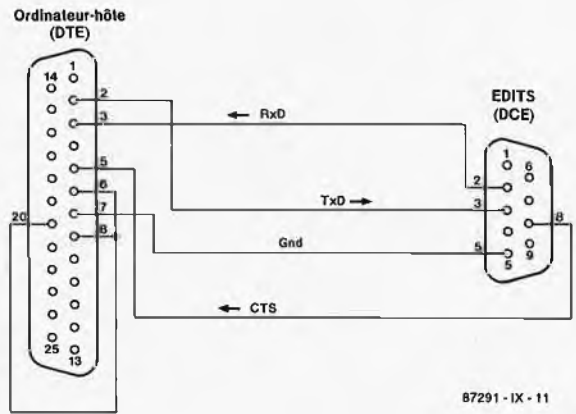 Ordinateur-hôte
(DTE)
1
14
2
3
5
6
7
20
8
25
13
← RxD
TxD →
Gnd
← CTS
EDITS
(DCE)
1
6
2
3
8
5
5
9
87291 - IX - 11